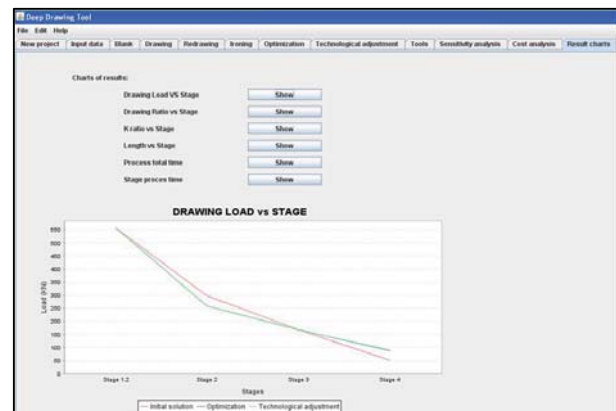 Deep Drawing Tool
File Edit Help
New project Input data Blank Drawing Redrawing Ironing Optimization Technological adjustment Tools Sensitivity analysis Cost analysis Result charts
Charts of results:
Drawing Load VS Stage Show
Drawing Ratio vs Stage Show
K ratio vs Stage Show
Length vs Stage Show
Process total time Show
Stage proces time Show
DRAWING LOAD vs STAGE
550
500
450
400
350
300
250
200
150
100
50
0
Load (kN)
Stage 1.2 Stage 2 Stage 3 Stage 4
Stages
Initial solution Optimization Technological adjustment